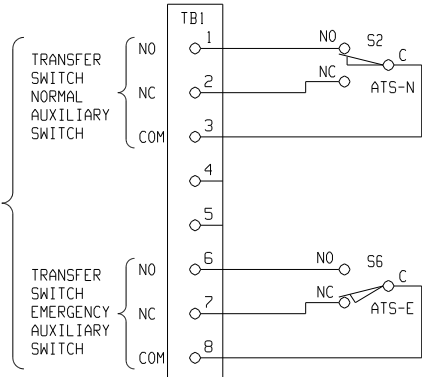 TB1
TRANSFER
SWITCH
NORMAL
AUXILIARY
SWITCH
NO
NC
COM
1
2
3
4
5
6
7
8
NO
S2
C
NC
ATS-N
TRANSFER
SWITCH
EMERGENCY
AUXILIARY
SWITCH
NO
NC
COM
NO
S6
C
NC
ATS-E